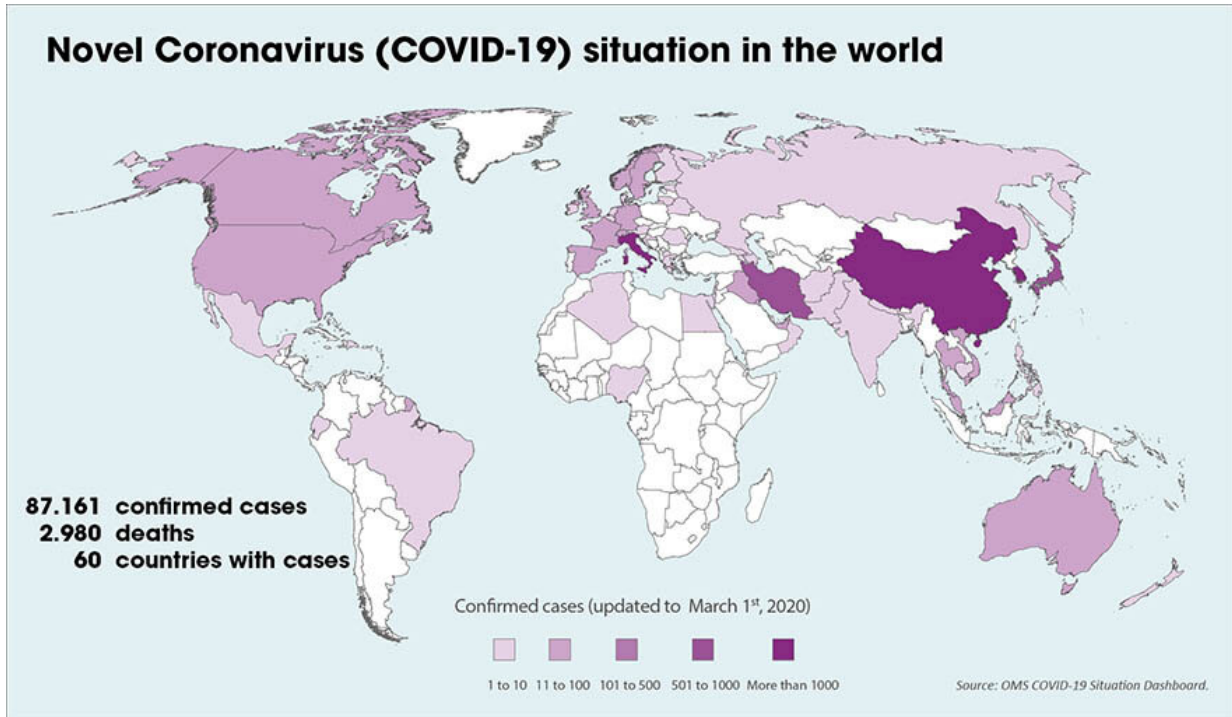 Novel Coronavirus (COVID-19) situation in the world
87.161 confirmed cases
2.980 deaths
60 countries with cases
Confirmed cases (updated to March 1st, 2020)
1 to 10 11 to 100 101 to 500 501 to 1000 More than 1000
Source: OMS COVID-19 Situation Dashboard.